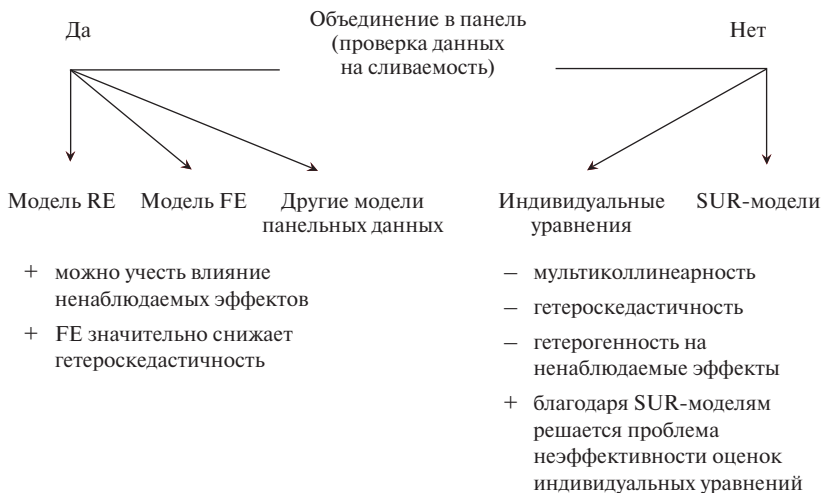 Да
Объединение в панель
(проверка данных
на сливаемость)
Нет
Модель RE
Модель FE
Другие модели
панельных данных
Индивидуальные
уравнения
SUR-модели
+ можно учесть влияние
ненаблюдаемых эффектов
+ FE значительно снижает
гетероскедастичность
– мультиколлинеарность
– гетероскедастичность
– гетерогенность на
ненаблюдаемые эффекты
+ благодаря SUR-моделям
решается проблема
неэффективности оценок
индивидуальных уравнений